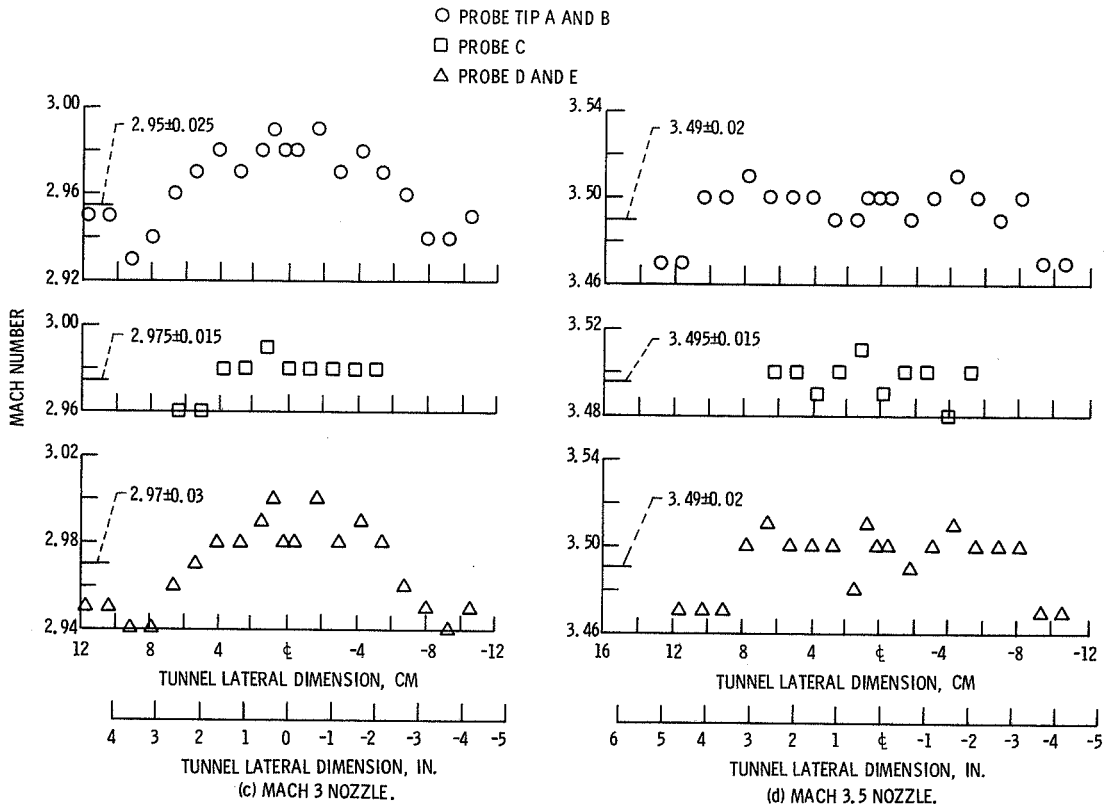 PROBE TIP A AND B
PROBE C
PROBE D AND E
MACH NUMBER
3.00
2.96
2.92
2.95±0.025
3.00
2.96
2.975±0.015
3.02
2.98
2.94
2.97±0.03
12 8 4 ℄ -4 -8 -12
TUNNEL LATERAL DIMENSION, CM
4 3 2 1 0 -1 -2 -3 -4 -5
TUNNEL LATERAL DIMENSION, IN.
(c) MACH 3 NOZZLE.
3.54
3.50
3.46
3.49±0.02
3.52
3.48
3.495±0.015
3.54
3.50
3.46
3.49±0.02
16 12 8 4 ℄ -4 -8 -12
TUNNEL LATERAL DIMENSION, CM
6 5 4 3 2 1 ℄ -1 -2 -3 -4 -5
TUNNEL LATERAL DIMENSION, IN.
(d) MACH 3.5 NOZZLE.